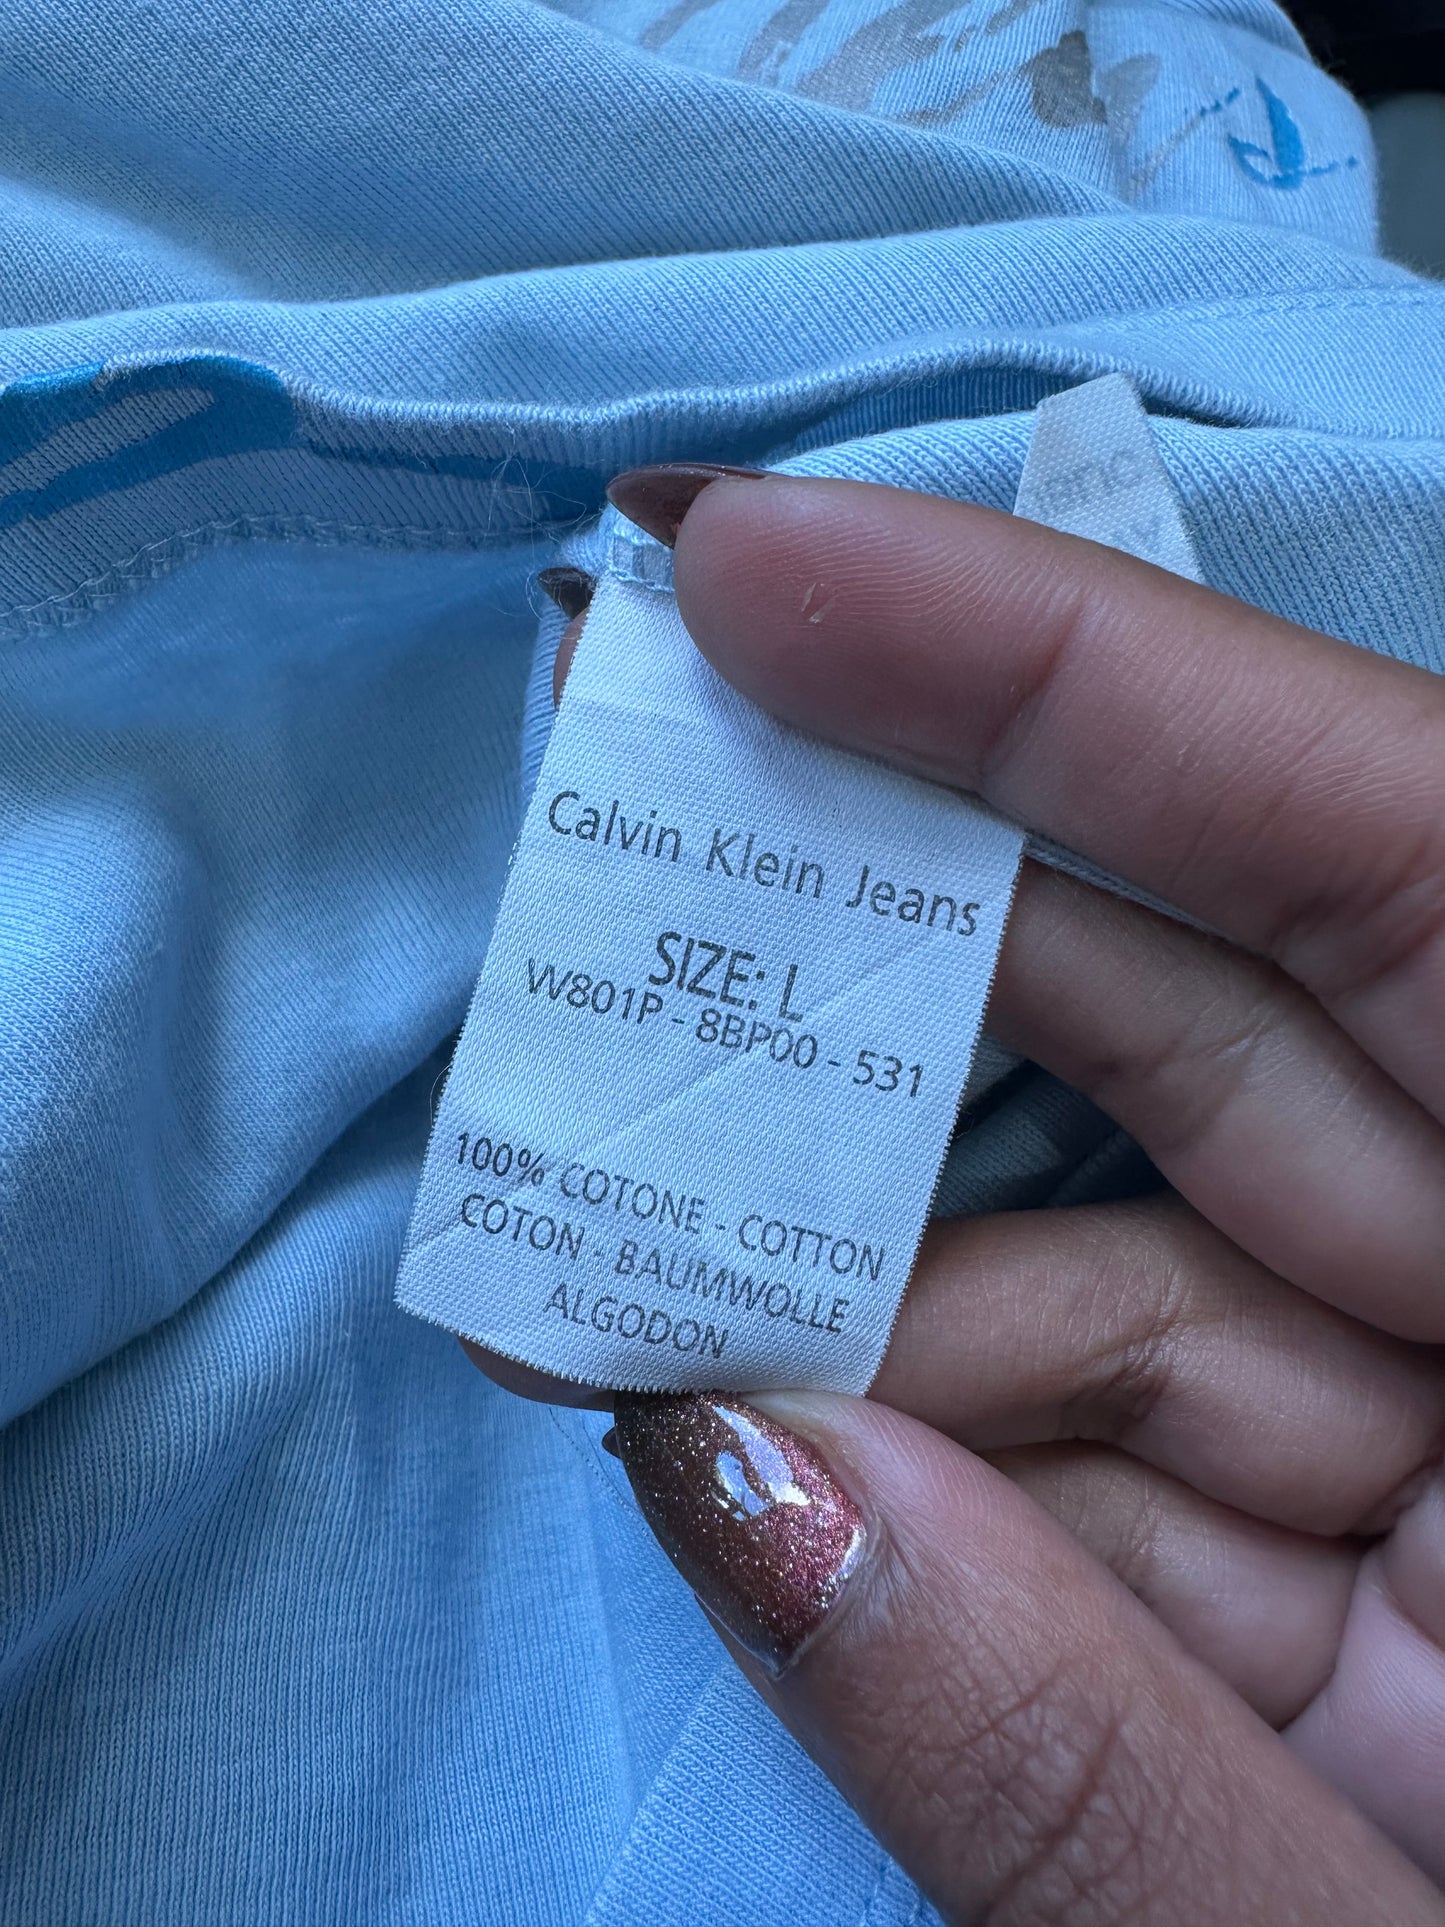 Calvin Klein Jeans
SIZE: L
W801P - 8BP00 - 531
100% COTONE - COTTON
COTON - BAUMWOLLE
ALGODON